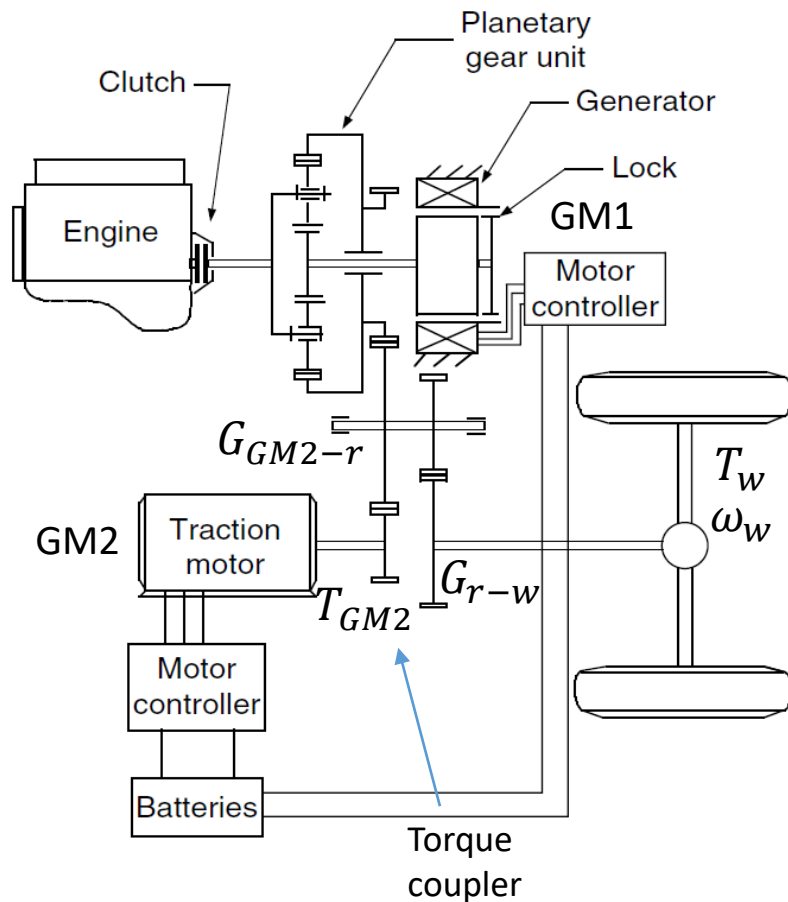 Planetary
gear unit
Clutch
Generator
Lock
GM1
Engine
Motor
controller
G_{GM2-r}
T_w
ω_w
GM2
Traction
motor
G_{r-w}
T_{GM2}
Motor
controller
Batteries
Torque
coupler